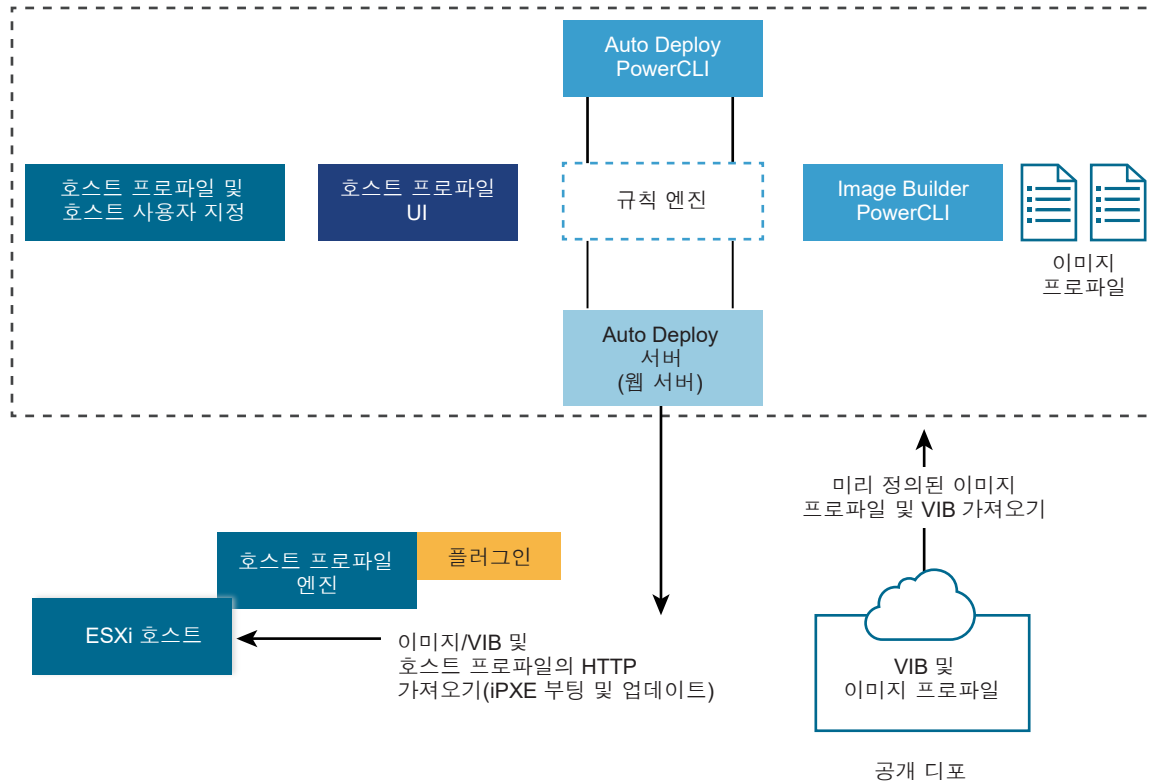 Auto Deploy
PowerCLI
호스트 프로파일 및
호스트 사용자 지정
호스트 프로파일
UI
규칙 엔진
Image Builder
PowerCLI
이미지
프로파일
Auto Deploy
서버
(웹 서버)
미리 정의된 이미지
프로파일 및 VIB 가져오기
호스트 프로파일
엔진
플러그인
ESXi 호스트
이미지/VIB 및
호스트 프로파일의 HTTP
가져오기(iPXE 부팅 및 업데이트)
VIB 및
이미지 프로파일
공개 디포